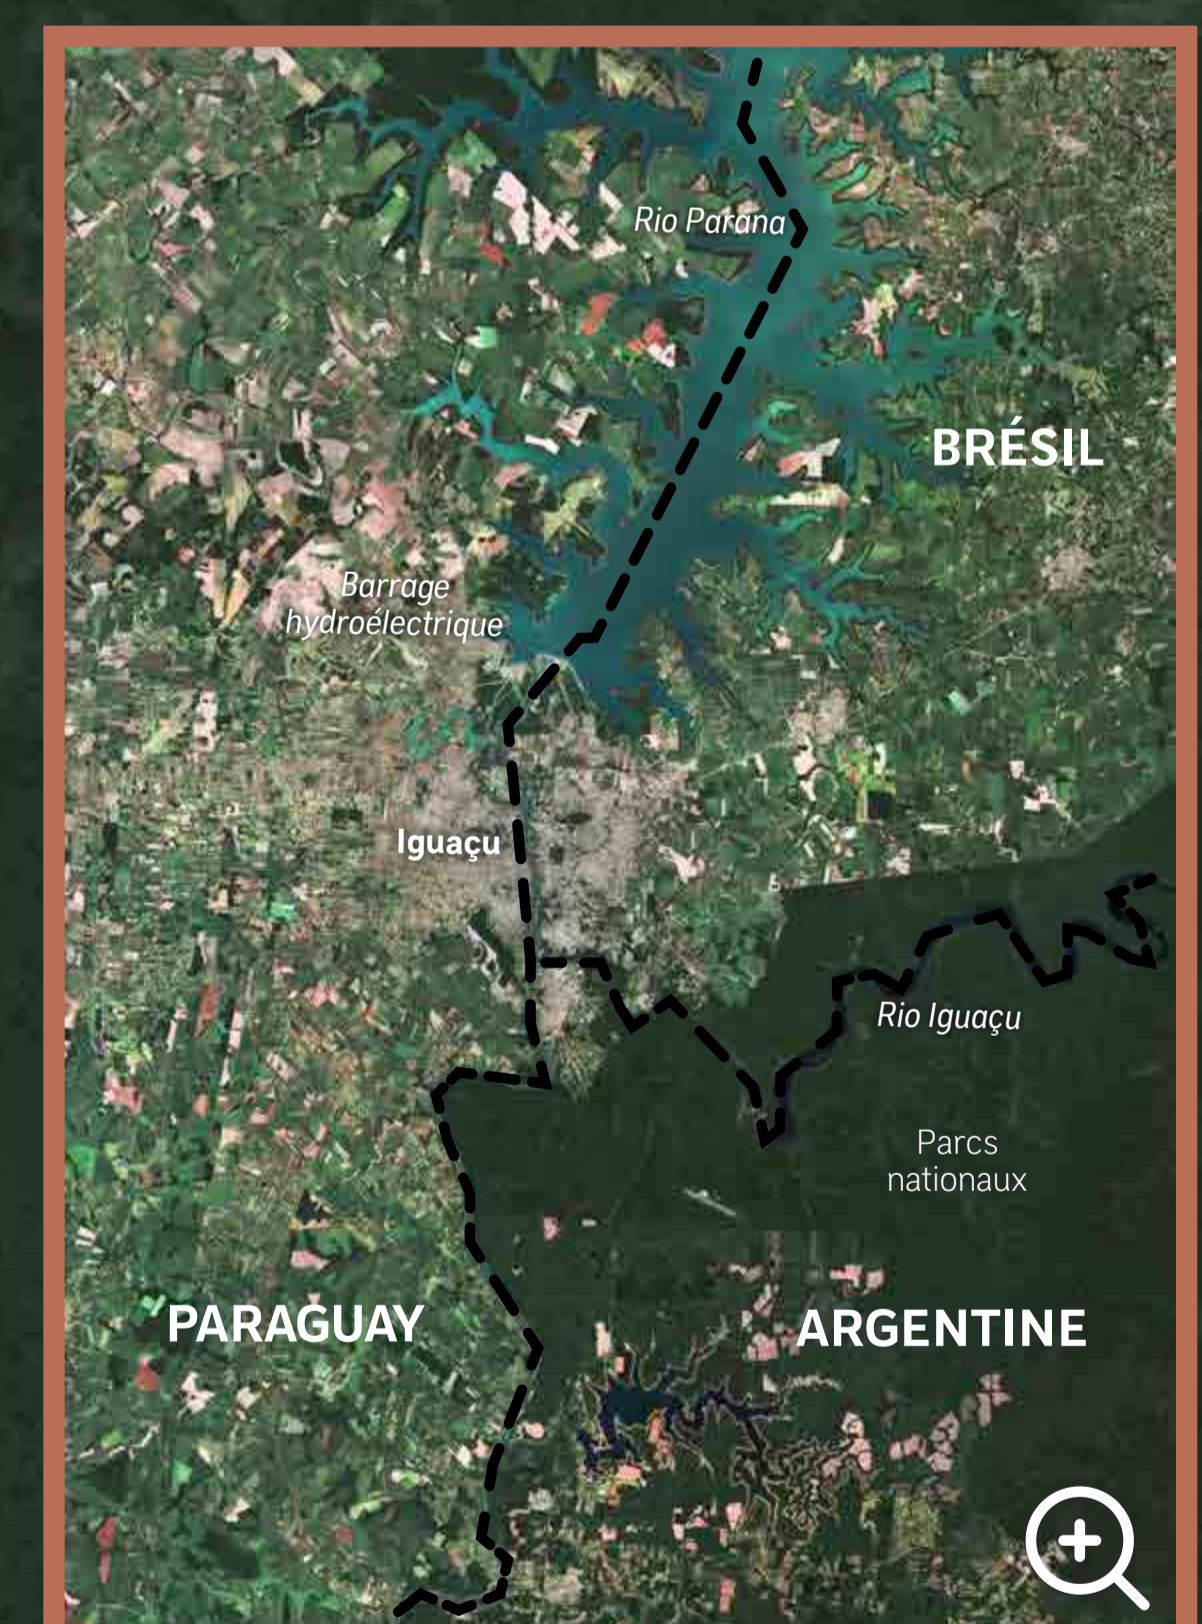 Rio Parana
BRÉSIL
Barrage
hydroélectrique
Iguaçu
Rio Iguaçu
Parcs
nationaux
PARAGUAY
ARGENTINE